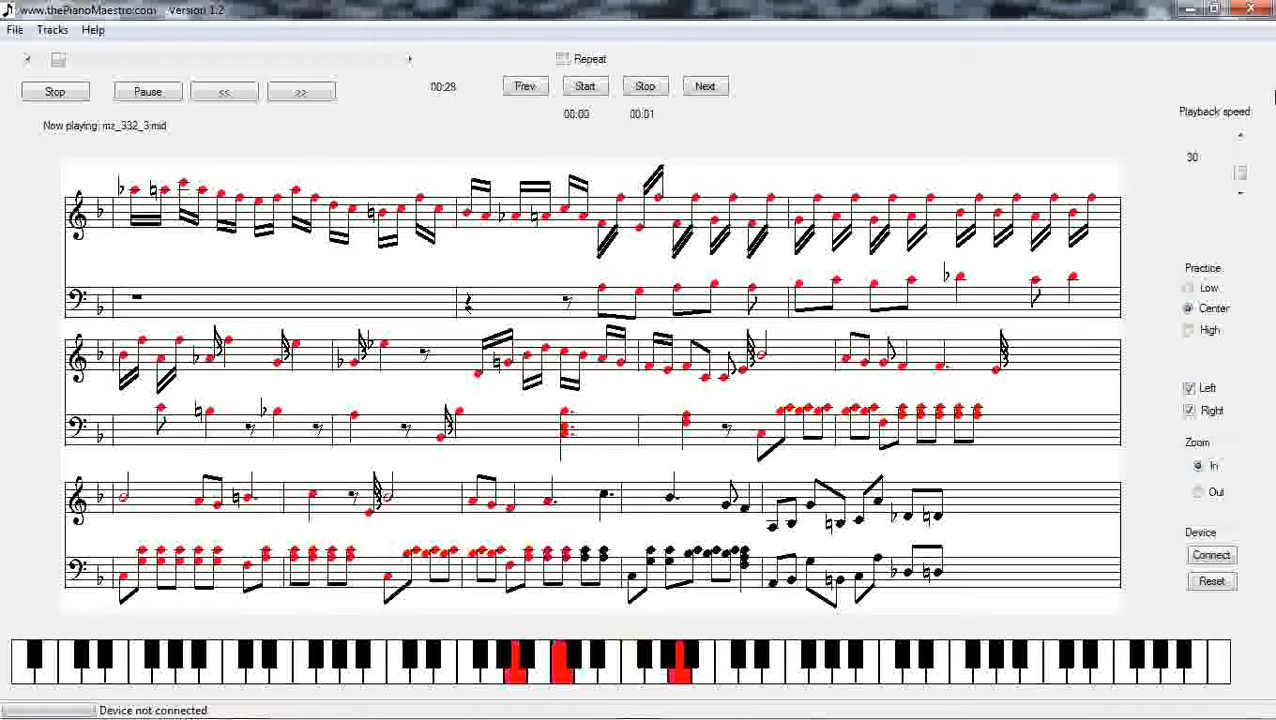 www.thePianoMaestro.com Version 1.2
File Tracks Help
Repeat
Stop Pause << >> 00:28 Prev Start Stop Next
00:00 00:01
Now playing: mz_332_3.mid
Playback speed
30
Practice
Low
Center
High
Left
Right
Zoom
In
Out
Device
Connect
Reset
Device not connected